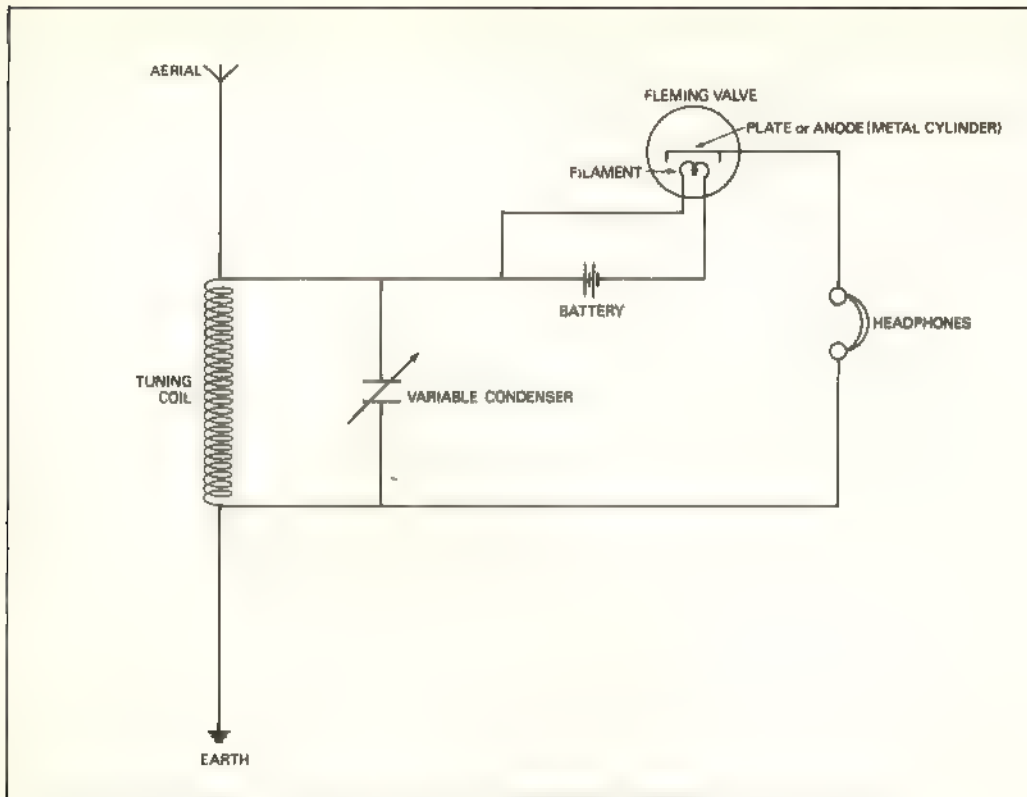 AERIAL
FLEMING VALVE
PLATE or ANODE (METAL CYLINDER)
FILAMENT
BATTERY
HEADPHONES
TUNING
COIL
VARIABLE CONDENSER
EARTH